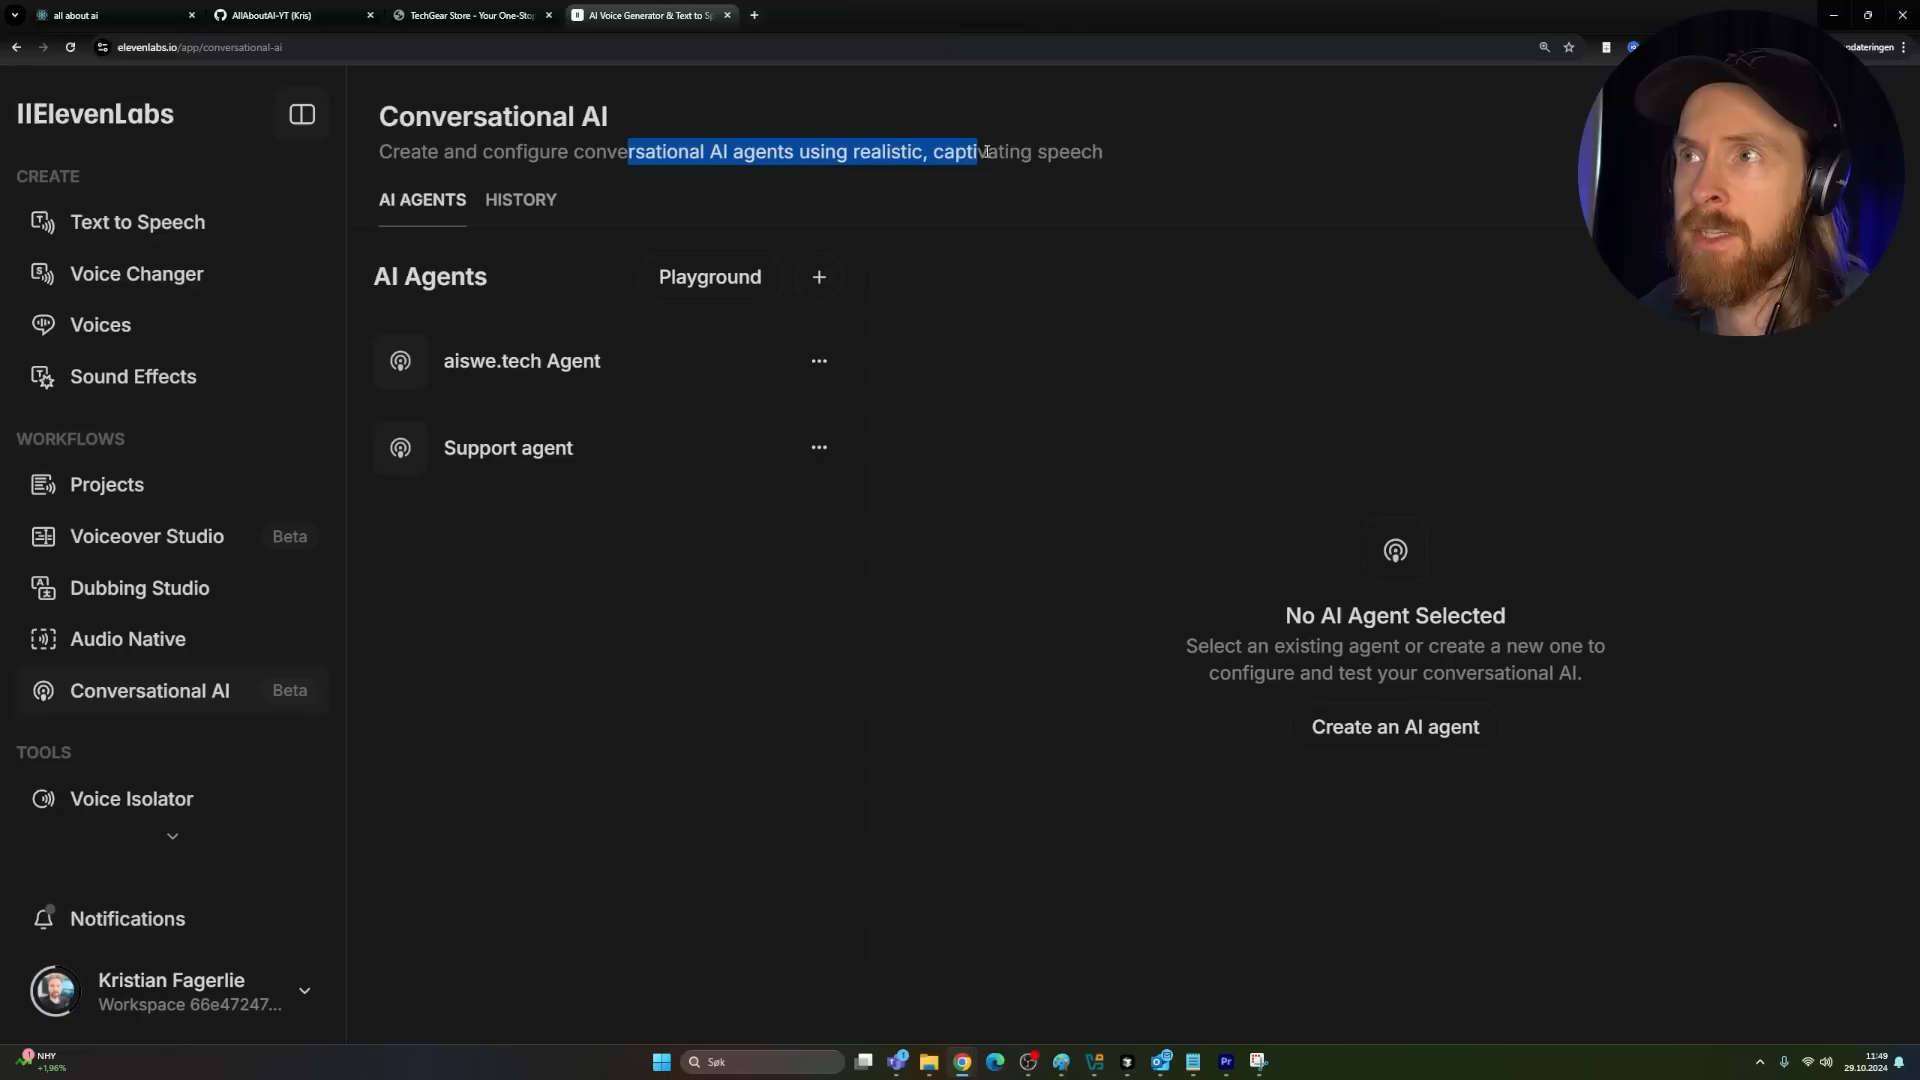 all about ai
AllAboutAI-YT (Kris)
TechGear Store - Your One-Sto
AI Voice Generator & Text to Sp
elevenlabs.io/app/conversational-ai
ndateringen
IIElevenLabs
CREATE
Text to Speech
Voice Changer
Voices
Sound Effects
WORKFLOWS
Projects
Voiceover Studio Beta
Dubbing Studio
Audio Native
Conversational AI Beta
TOOLS
Voice Isolator
Notifications
Kristian Fagerlie
Workspace 66e47247...
Conversational AI
Create and configure conversational AI agents using realistic, captivating speech
AI AGENTS HISTORY
AI Agents Playground +
aiswe.tech Agent
Support agent
No AI Agent Selected
Select an existing agent or create a new one to
configure and test your conversational AI.
Create an AI agent
NHY
+1,96%
Søk
11:49
29.10.2024